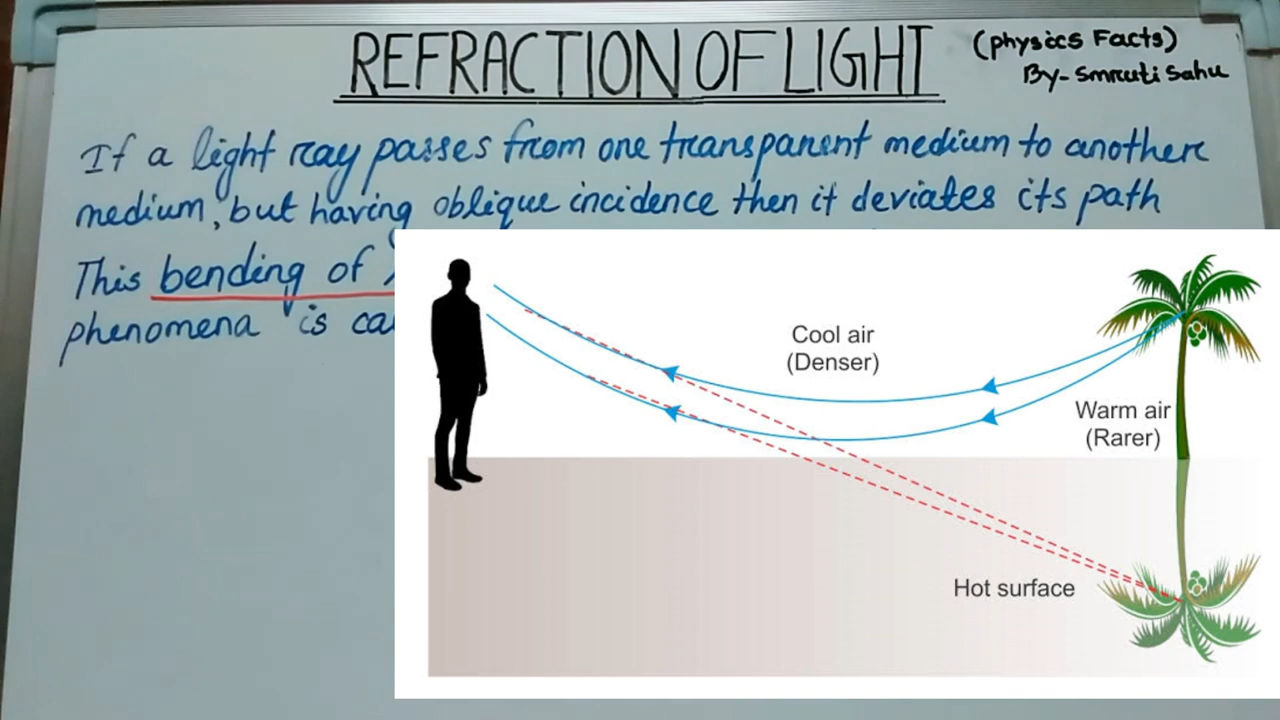 REFRACTION OF LIGHT
(physics Facts)
By- Smruti Sahu
If a light ray passes from one transparent medium to another
medium, but having oblique incidence then it deviates its path
This bending of
phenomena is
Cool air
(Denser)
Warm air
(Rarer)
Hot surface